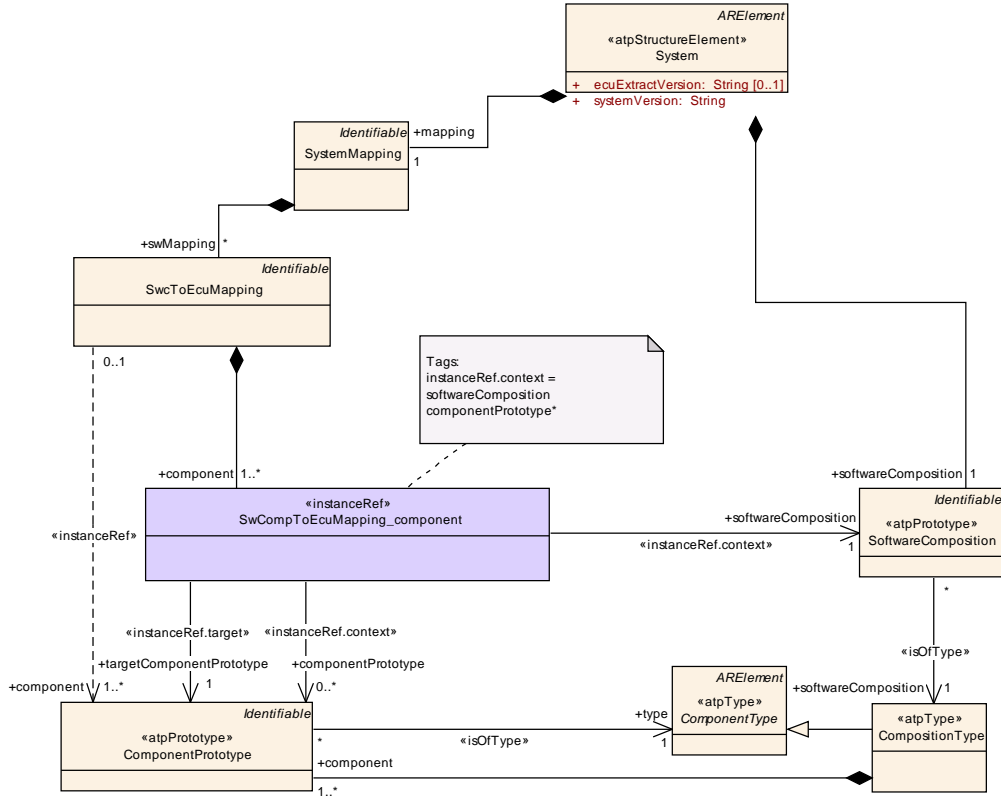 ARElement
«atpStructureElement»
System
+ ecuExtractVersion: String [0..1]
+ systemVersion: String
+mapping
1
Identifiable
SystemMapping
+swMapping *
Identifiable
SwcToEcuMapping
0..1
Tags:
instanceRef.context =
softwareComposition
componentPrototype*
+component 1..*
+softwareComposition 1
«instanceRef»
SwCompToEcuMapping_component
Identifiable
«atpPrototype»
SoftwareComposition
+softwareComposition
«instanceRef.context»
1
«instanceRef»
*
«instanceRef.target»
«instanceRef.context»
«isOfType»
+targetComponentPrototype
+componentPrototype
+component 1..*
1
0..*
+softwareComposition 1
Identifiable
«atpPrototype»
ComponentPrototype
+type
1
«isOfType»
*
ARElement
«atpType»
ComponentType
«atpType»
CompositionType
+component
1..*